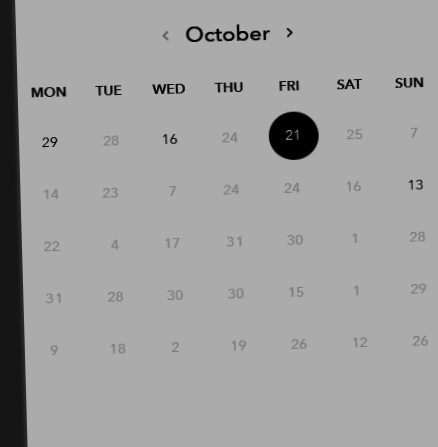 < October >
MON TUE WED THU FRI SAT SUN
29 28 16 24 21 25 7
14 23 7 24 24 16 13
22 4 17 31 30 1 28
31 28 30 30 15 1 29
9 18 2 19 26 12 26